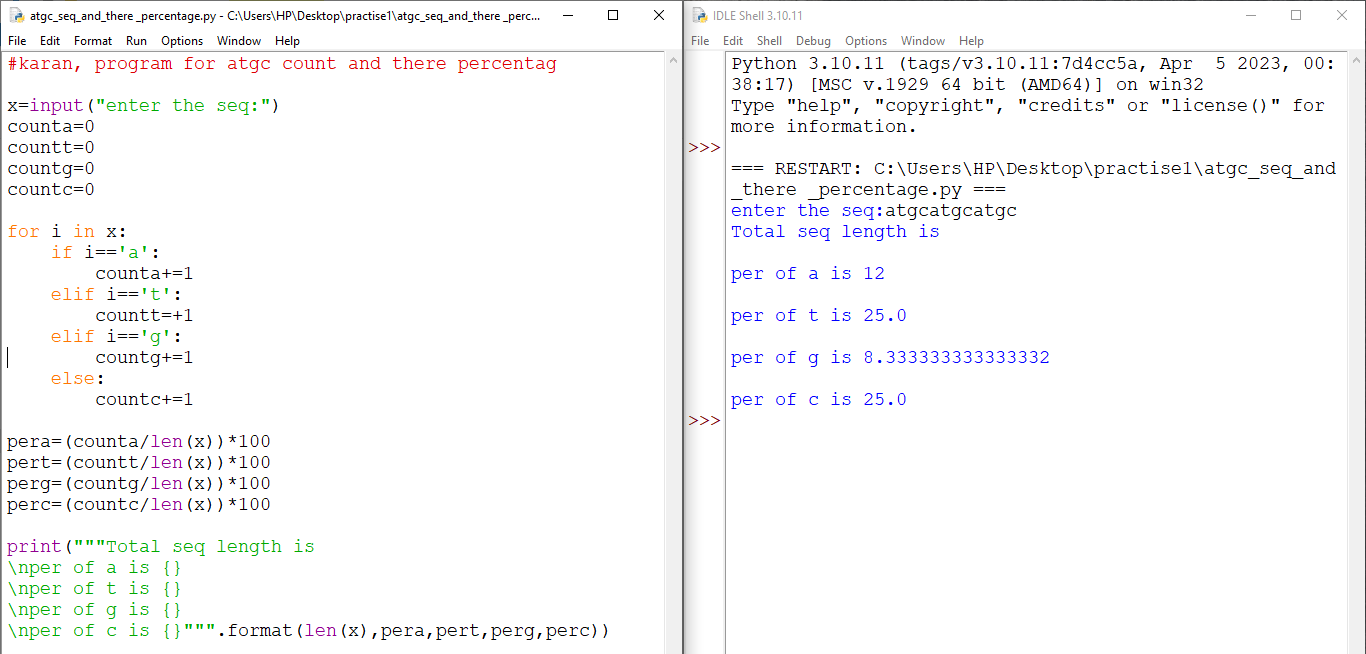 atgc_seq_and_there _percentage.py - C:\Users\HP\Desktop\practise1\atgc_seq_and_there _perc...
File Edit Format Run Options Window Help
#karan, program for atgc count and there percentag
x=input("enter the seq:")
counta=0
countt=0
countg=0
countc=0
for i in x:
    if i=='a':
        counta+=1
    elif i=='t':
        countt=+1
    elif i=='g':
        countg+=1
    else:
        countc+=1
pera=(counta/len(x))*100
pert=(countt/len(x))*100
perg=(countg/len(x))*100
perc=(countc/len(x))*100
print("""Total seq length is
\nper of a is {}
\nper of t is {}
\nper of g is {}
\nper of c is {}""".format(len(x),pera,pert,perg,perc))
IDLE Shell 3.10.11
File Edit Shell Debug Options Window Help
Python 3.10.11 (tags/v3.10.11:7d4cc5a, Apr  5 2023, 00:
38:17) [MSC v.1929 64 bit (AMD64)] on win32
Type "help", "copyright", "credits" or "license()" for
more information.
>>>
=== RESTART: C:\Users\HP\Desktop\practise1\atgc_seq_and
_there _percentage.py ===
enter the seq:atgcatgcatgc
Total seq length is
per of a is 12
per of t is 25.0
per of g is 8.333333333333332
per of c is 25.0
>>>